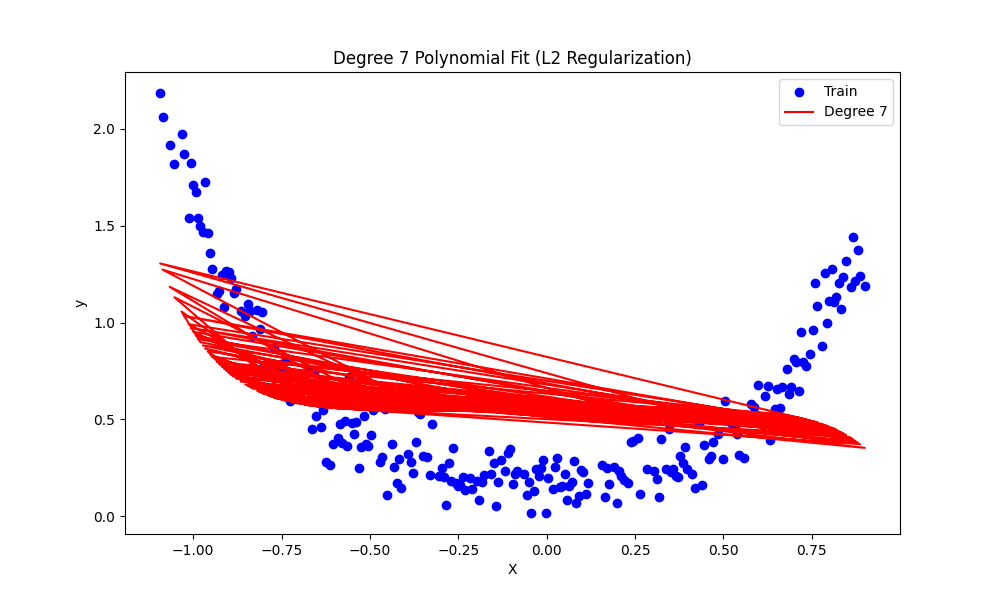 Degree 7 Polynomial Fit (L2 Regularization)
Train
Degree 7
y
2.0
1.5
1.0
0.5
0.0
−1.00 −0.75 −0.50 −0.25 0.00 0.25 0.50 0.75
X